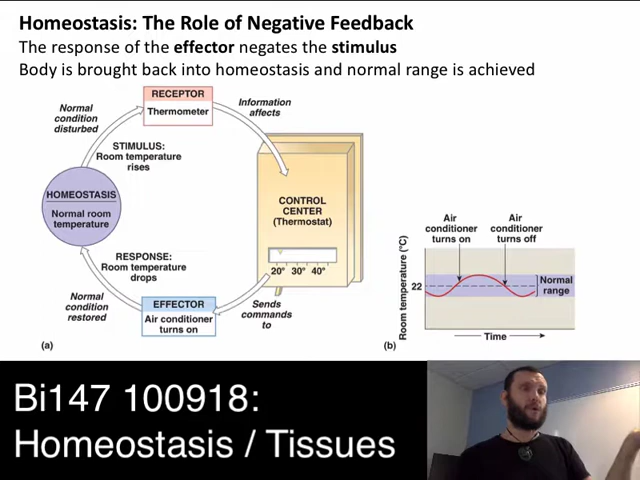 Homeostasis: The Role of Negative Feedback
The response of the effector negates the stimulus
Body is brought back into homeostasis and normal range is achieved
RECEPTOR
Thermometer
Normal
condition
disturbed
Information
affects
STIMULUS:
Room temperature
rises
HOMEOSTASIS
Normal room
temperature
CONTROL
CENTER
(Thermostat)
20° 30° 40°
RESPONSE:
Room temperature
drops
Normal
condition
restored
EFFECTOR
Air conditioner
turns on
Sends
commands
to
(a)
Air
conditioner
turns on
Air
conditioner
turns off
Room temperature (°C)
22
Normal
range
Time
(b)
Bi147 100918:
Homeostasis / Tissues